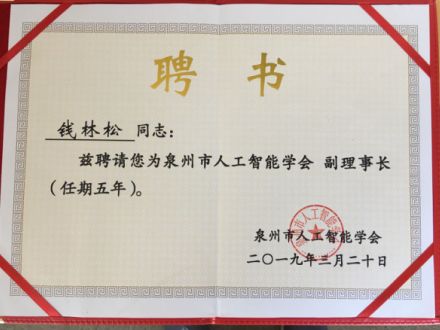 聘书
钱林松 同志：
兹聘请您为泉州市人工智能学会 副理事长
（任期五年）。
泉州市人工智能学会
二〇一九年三月二十日